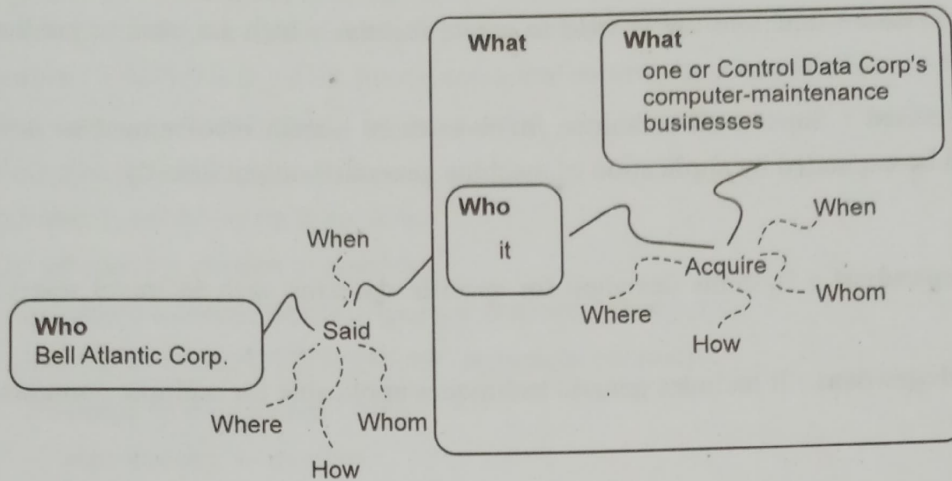 What
What
one or Control Data Corp's
computer-maintenance
businesses
Who
it
When
Acquire
Where
Whom
How
When
Who
Bell Atlantic Corp.
Said
Where
Whom
How